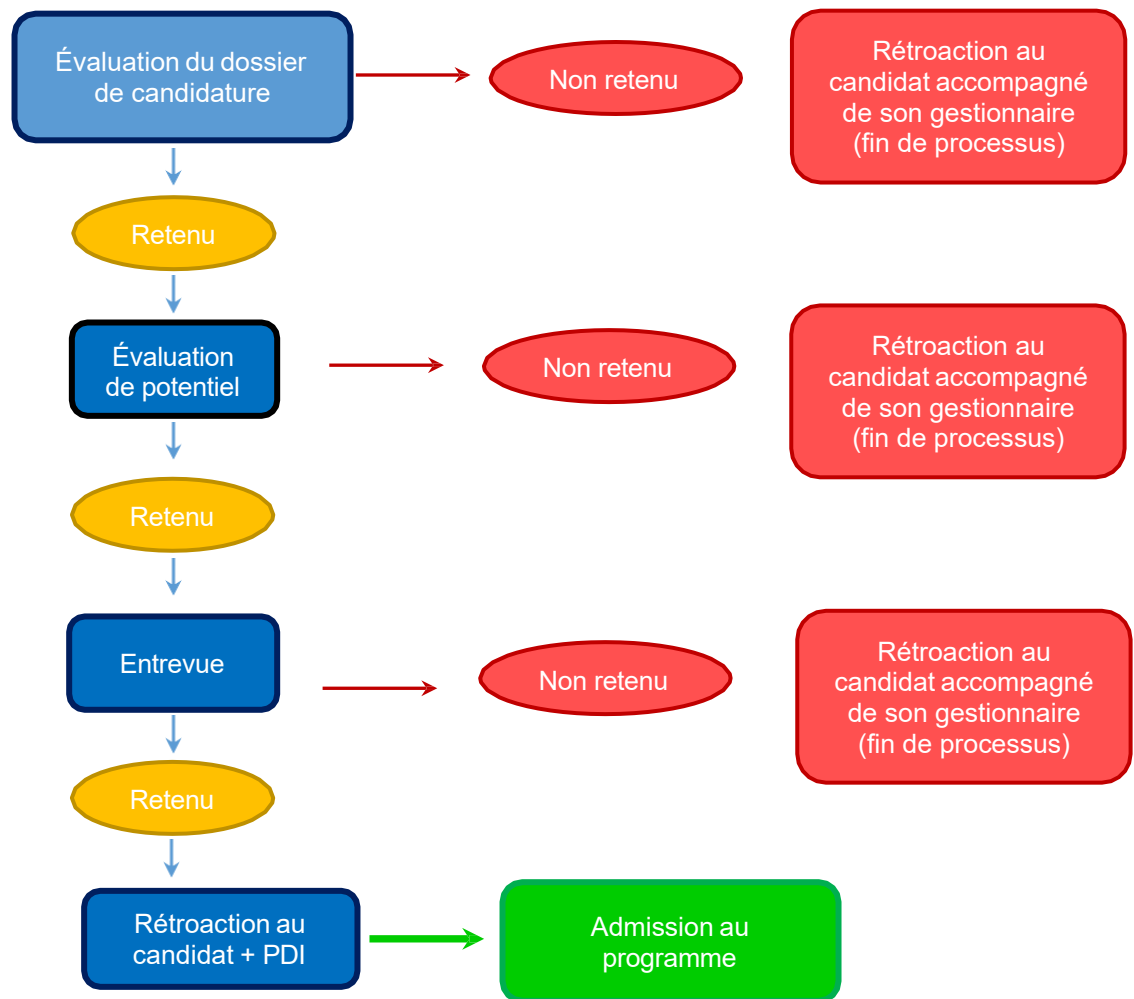 Évaluation du dossier
de candidature
Non retenu
Rétroaction au
candidat accompagné
de son gestionnaire
(fin de processus)
Retenu
Évaluation
de potentiel
Non retenu
Rétroaction au
candidat accompagné
de son gestionnaire
(fin de processus)
Retenu
Entrevue
Non retenu
Rétroaction au
candidat accompagné
de son gestionnaire
(fin de processus)
Retenu
Rétroaction au
candidat + PDI
Admission au
programme